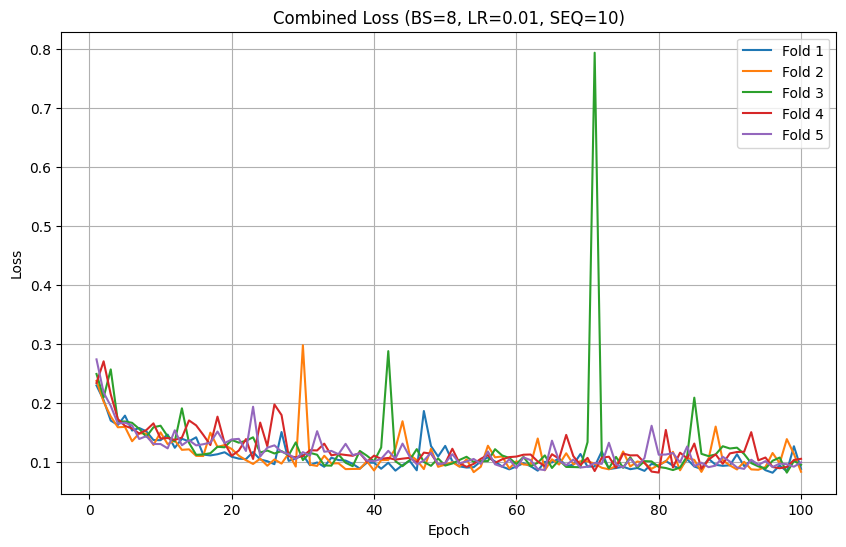 Combined Loss (BS=8, LR=0.01, SEQ=10)
Fold 1
Fold 2
Fold 3
Fold 4
Fold 5
Loss
0.8
0.7
0.6
0.5
0.4
0.3
0.2
0.1
0 20 40 60 80 100
Epoch